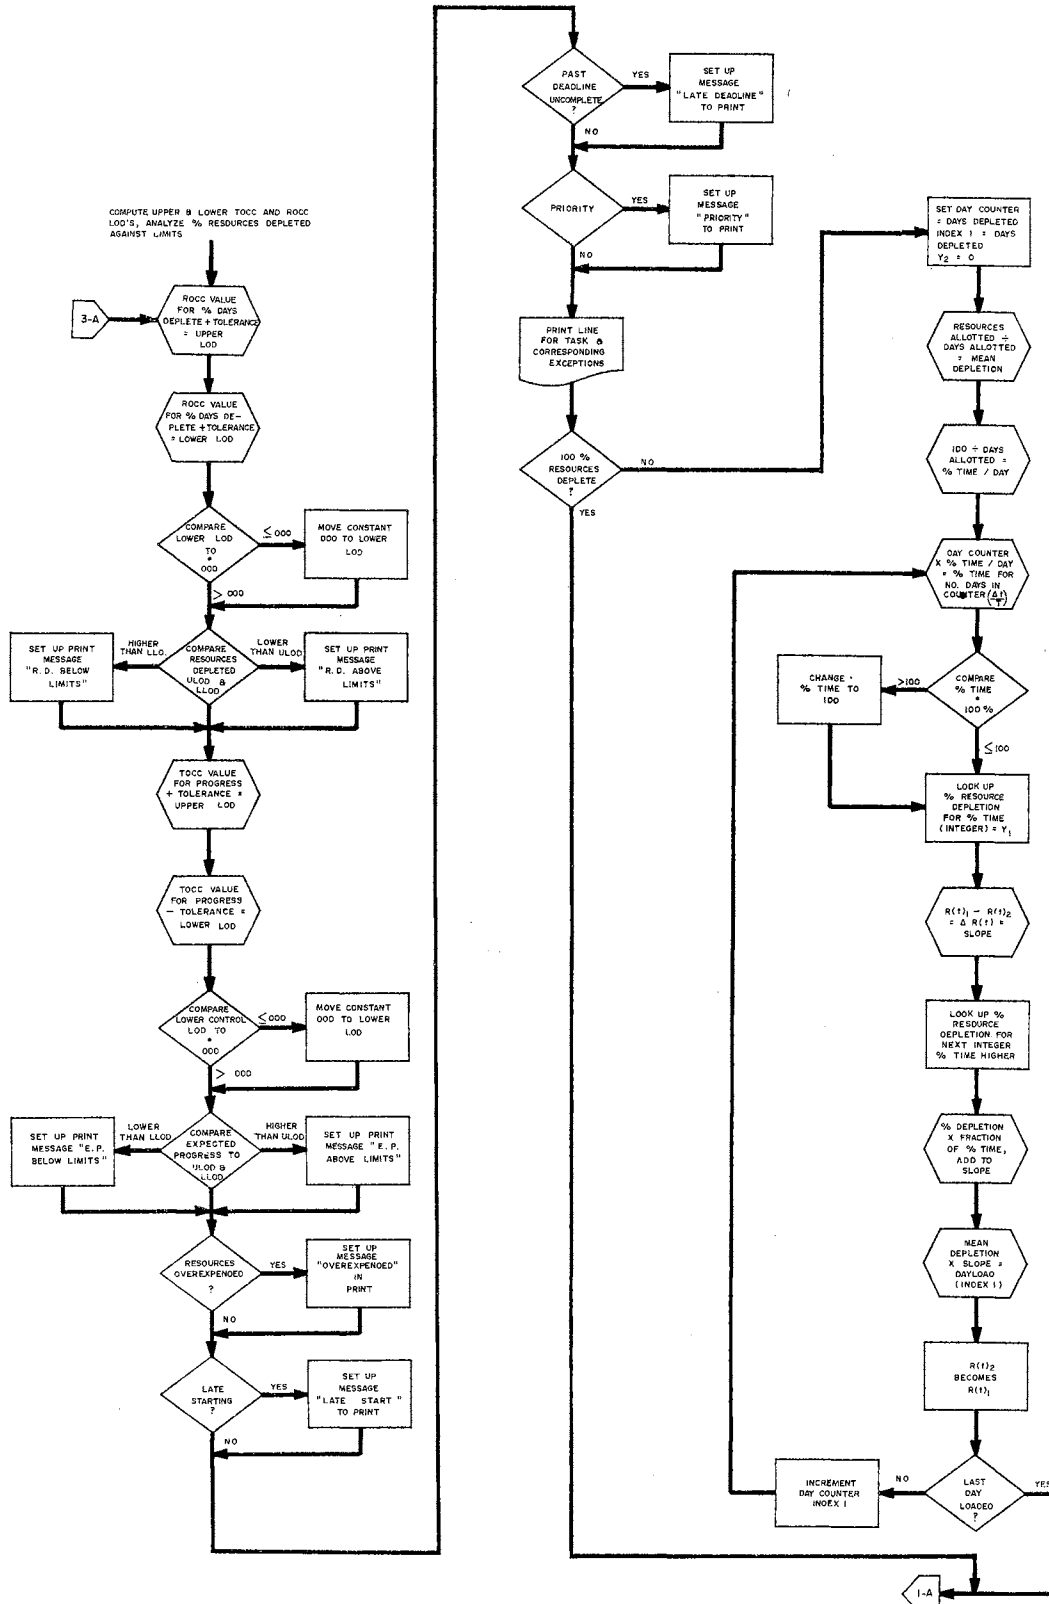 COMPUTE UPPER & LOWER TOCC AND ROCC
LOD'S, ANALYZE % RESOURCES DEPLETED
AGAINST LIMITS
3-A
ROCC VALUE
FOR % DAYS
DEPLETE + TOLERANCE
= UPPER
LOD
ROCC VALUE
FOR % DAYS DE-
PLETE + TOLERANCE
= LOWER LOD
COMPARE
LOWER LOD
TO
000
≤ 000
MOVE CONSTANT
000 TO LOWER
LOD
> 000
COMPARE
RESOURCES
DEPLETED
ULOD &
LLOD
HIGHER
THAN LLO.
SET UP PRINT
MESSAGE
"R.D. BELOW
LIMITS"
LOWER
THAN ULOD
SET UP PRINT
MESSAGE
"R.D. ABOVE
LIMITS"
TOCC VALUE
FOR PROGRESS
+ TOLERANCE =
UPPER LOD
TOCC VALUE
FOR PROGRESS
- TOLERANCE =
LOWER LOD
COMPARE
LOWER CONTROL
LOD TO
000
≤ 000
MOVE CONSTANT
000 TO LOWER
LOD
> 000
COMPARE
EXPECTED
PROGRESS TO
ULOD &
LLOD
LOWER
THAN LLOD
SET UP PRINT
MESSAGE "E.P.
BELOW LIMITS"
HIGHER
THAN ULOD
SET UP PRINT
MESSAGE "E.P.
ABOVE LIMITS"
RESOURCES
OVEREXPENDED
?
YES
SET UP
MESSAGE
"OVEREXPENDED"
IN
PRINT
NO
LATE
STARTING
?
YES
SET UP
MESSAGE
"LATE START"
TO PRINT
NO
PAST
DEADLINE
UNCOMPLETE
?
YES
SET UP
MESSAGE
"LATE DEADLINE"
TO PRINT
NO
PRIORITY
YES
SET UP
MESSAGE
"PRIORITY"
TO PRINT
NO
PRINT LINE
FOR TASK &
CORRESPONDING
EXCEPTIONS
100 %
RESOURCES
DEPLETE
?
NO
YES
SET DAY COUNTER
= DAYS DEPLETED
INDEX 1 = DAYS
DEPLETED
Y2 = 0
RESOURCES
ALLOTTED ÷
DAYS ALLOTTED
= MEAN
DEPLETION
100 ÷ DAYS
ALLOTTED =
% TIME / DAY
DAY COUNTER
X % TIME / DAY
= % TIME FOR
NO. DAYS IN
COUNTER (Δt/T)
COMPARE
% TIME
100 %
>100
CHANGE
% TIME TO
100
≤ 100
LOOK UP
% RESOURCE
DEPLETION
FOR % TIME
(INTEGER) = Y1
R(t)1 - R(t)2
= Δ R(t) =
SLOPE
LOOK UP %
RESOURCE
DEPLETION FOR
NEXT INTEGER
% TIME HIGHER
% DEPLETION
X FRACTION
OF % TIME,
ADD TO
SLOPE
MEAN
DEPLETION
X SLOPE =
DAYLOAD
(INDEX 1)
R(t)2
BECOMES
R(t)1
LAST
DAY
LOADED
?
NO
INCREMENT
DAY COUNTER
INDEX 1
YES
1-A